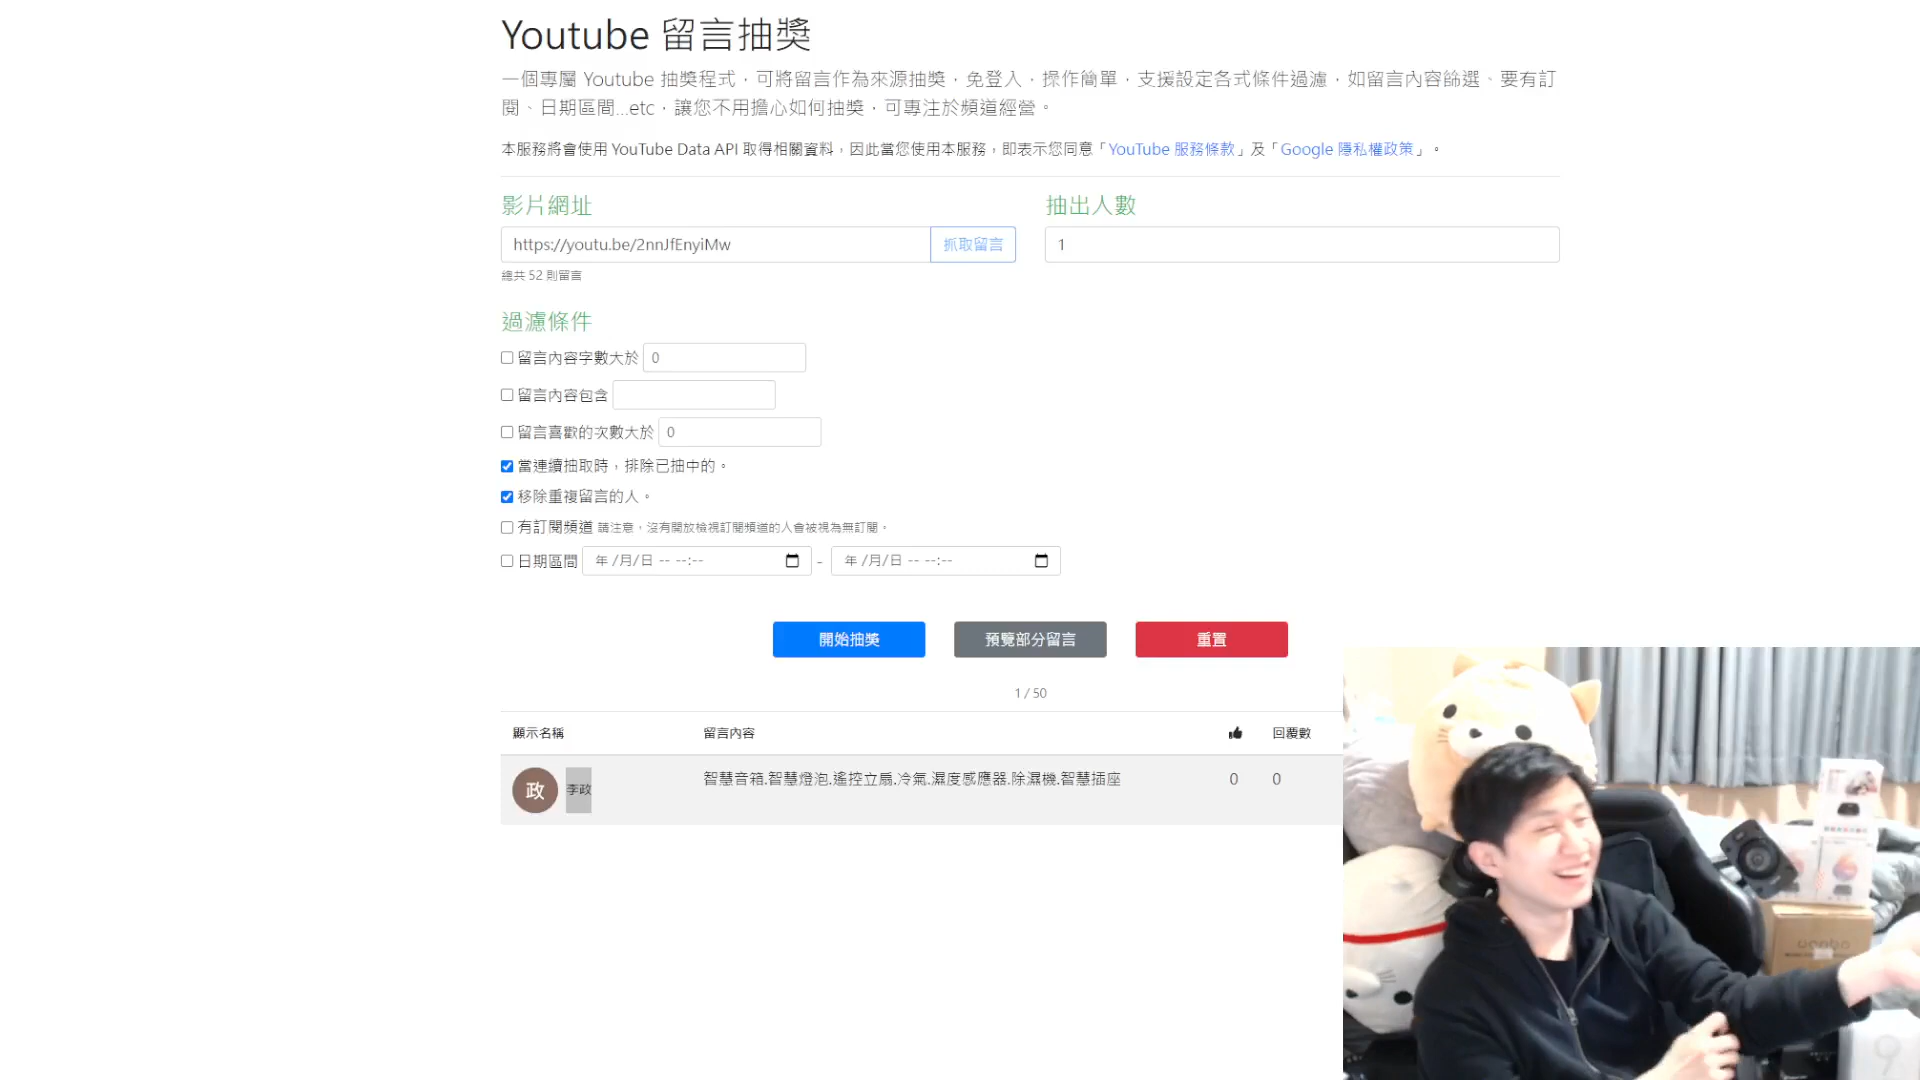 Youtube 留言抽獎
一個專屬 Youtube 抽獎程式，可將留言作為來源抽獎，免登入，操作簡單，支援設定各式條件過濾，如留言內容篩選、要有訂
閱、日期區間...etc，讓您不用擔心如何抽獎，可專注於頻道經營。
本服務將會使用 YouTube Data API 取得相關資料，因此當您使用本服務，即表示您同意「YouTube 服務條款」及「Google 隱私權政策」。
影片網址 抽出人數
https://youtu.be/2nnJfEnyiMw 抓取留言 1
總共 52 則留言
過濾條件
留言內容字數大於 0
留言內容包含
留言喜歡的次數大於 0
當連續抽取時，排除已抽中的。
移除重複留言的人。
有訂閱頻道 請注意，沒有開放檢視訂閱頻道的人會被視為無訂閱。
日期區間 年 /月/日 -- --:-- - 年 /月/日 -- --:--
開始抽獎 預覽部分留言 重置
1 / 50
顯示名稱 留言內容 回覆數
政 李政 智慧音箱.智慧燈泡.遙控立扇.冷氣.濕度感應器.除濕機.智慧插座 0 0